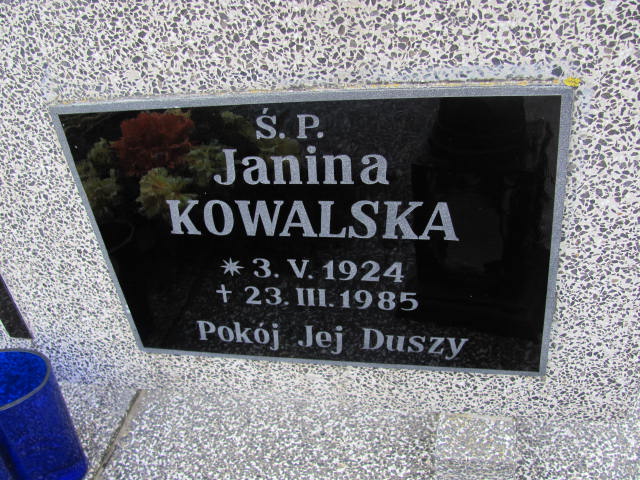 Ś. P.
Janina
KOWALSKA
* 3. V. 1924
† 23. III. 1985
Pokój Jej Duszy